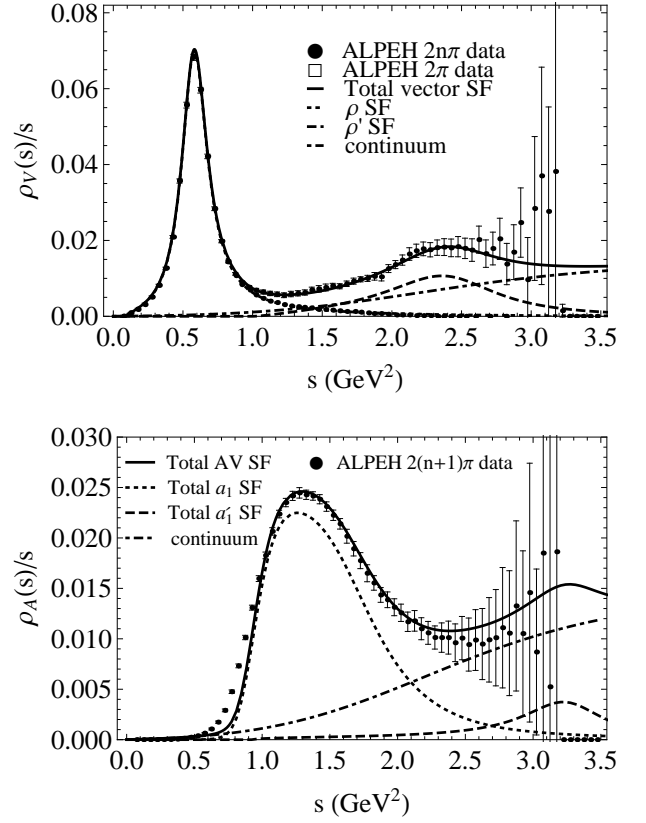 0.08
0.06
0.04
0.02
0.00
ρV(s)/s
ALPEH 2nπ data
ALPEH 2π data
Total vector SF
ρ SF
ρ' SF
continuum
0.0 0.5 1.0 1.5 2.0 2.5 3.0 3.5
s (GeV²)
0.030
0.025
0.020
0.015
0.010
0.005
0.000
ρA(s)/s
Total AV SF ALPEH 2(n+1)π data
Total a₁ SF
Total a₁' SF
continuum
0.0 0.5 1.0 1.5 2.0 2.5 3.0 3.5
s (GeV²)